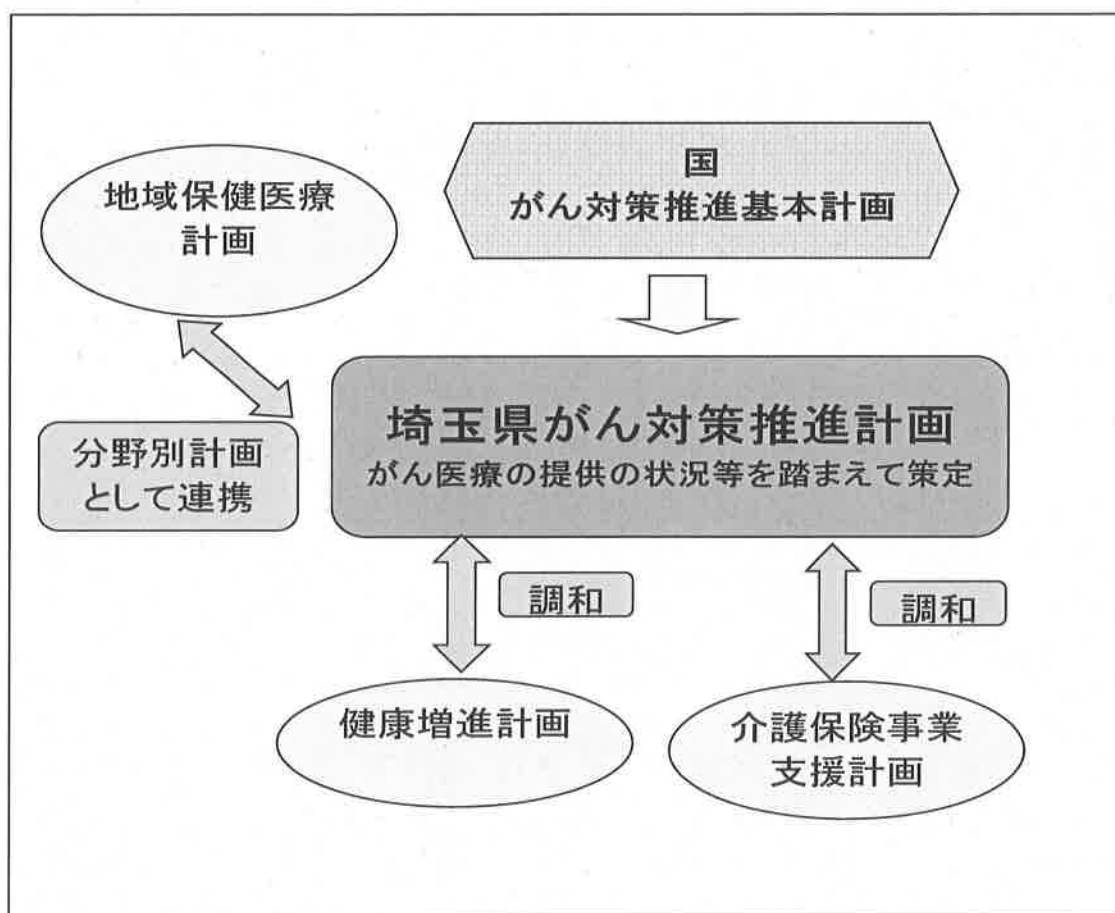 地域保健医療
計画
国
がん対策推進基本計画
分野別計画
として連携
埼玉県がん対策推進計画
がん医療の提供の状況等を踏まえて策定
調和
調和
健康増進計画
介護保険事業
支援計画